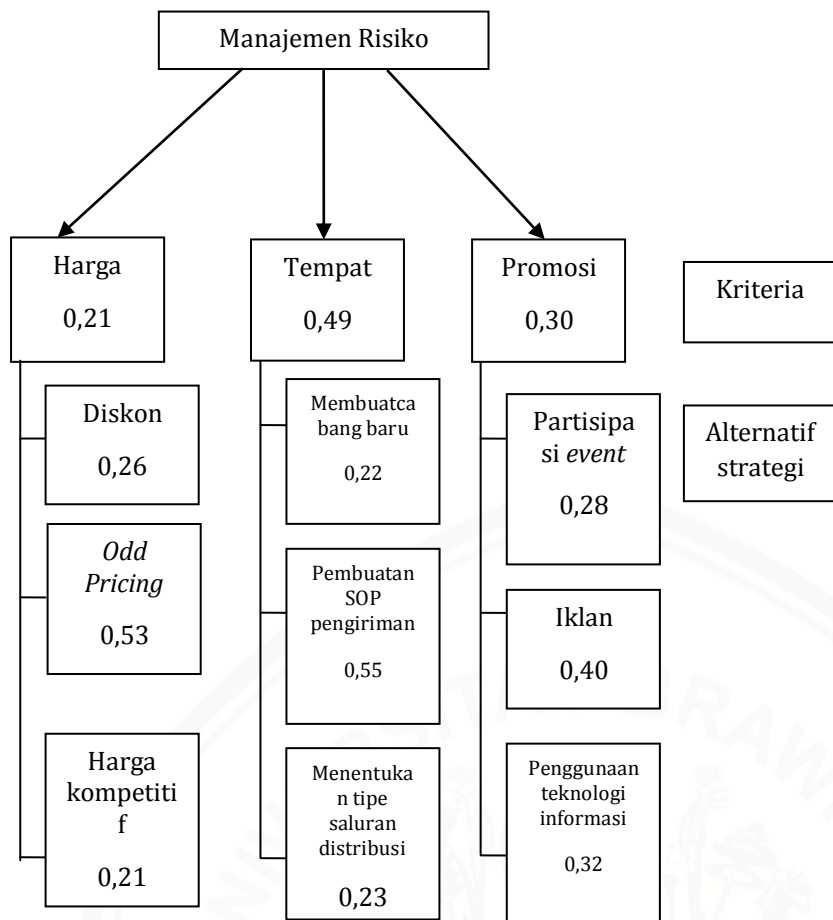 Manajemen Risiko
Harga
0,21
Tempat
0,49
Promosi
0,30
Kriteria
Diskon
0,26
Odd
Pricing
0,53
Harga
kompetiti
f
0,21
Membuatca
bang baru
0,22
Pembuatan
SOP
pengiriman
0,55
Menentuka
n tipe
saluran
distribusi
0,23
Partisipa
si event
0,28
Iklan
0,40
Penggunaan
teknologi
informasi
0,32
Alternatif
strategi